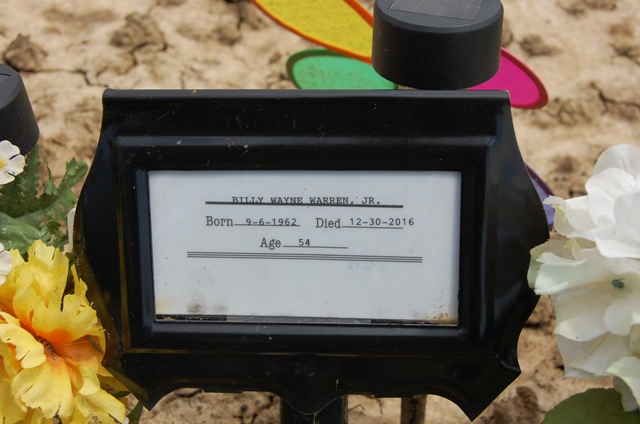 BILLY WAYNE WARREN, JR.
Born 9-6-1962 Died 12-30-2016
Age 54